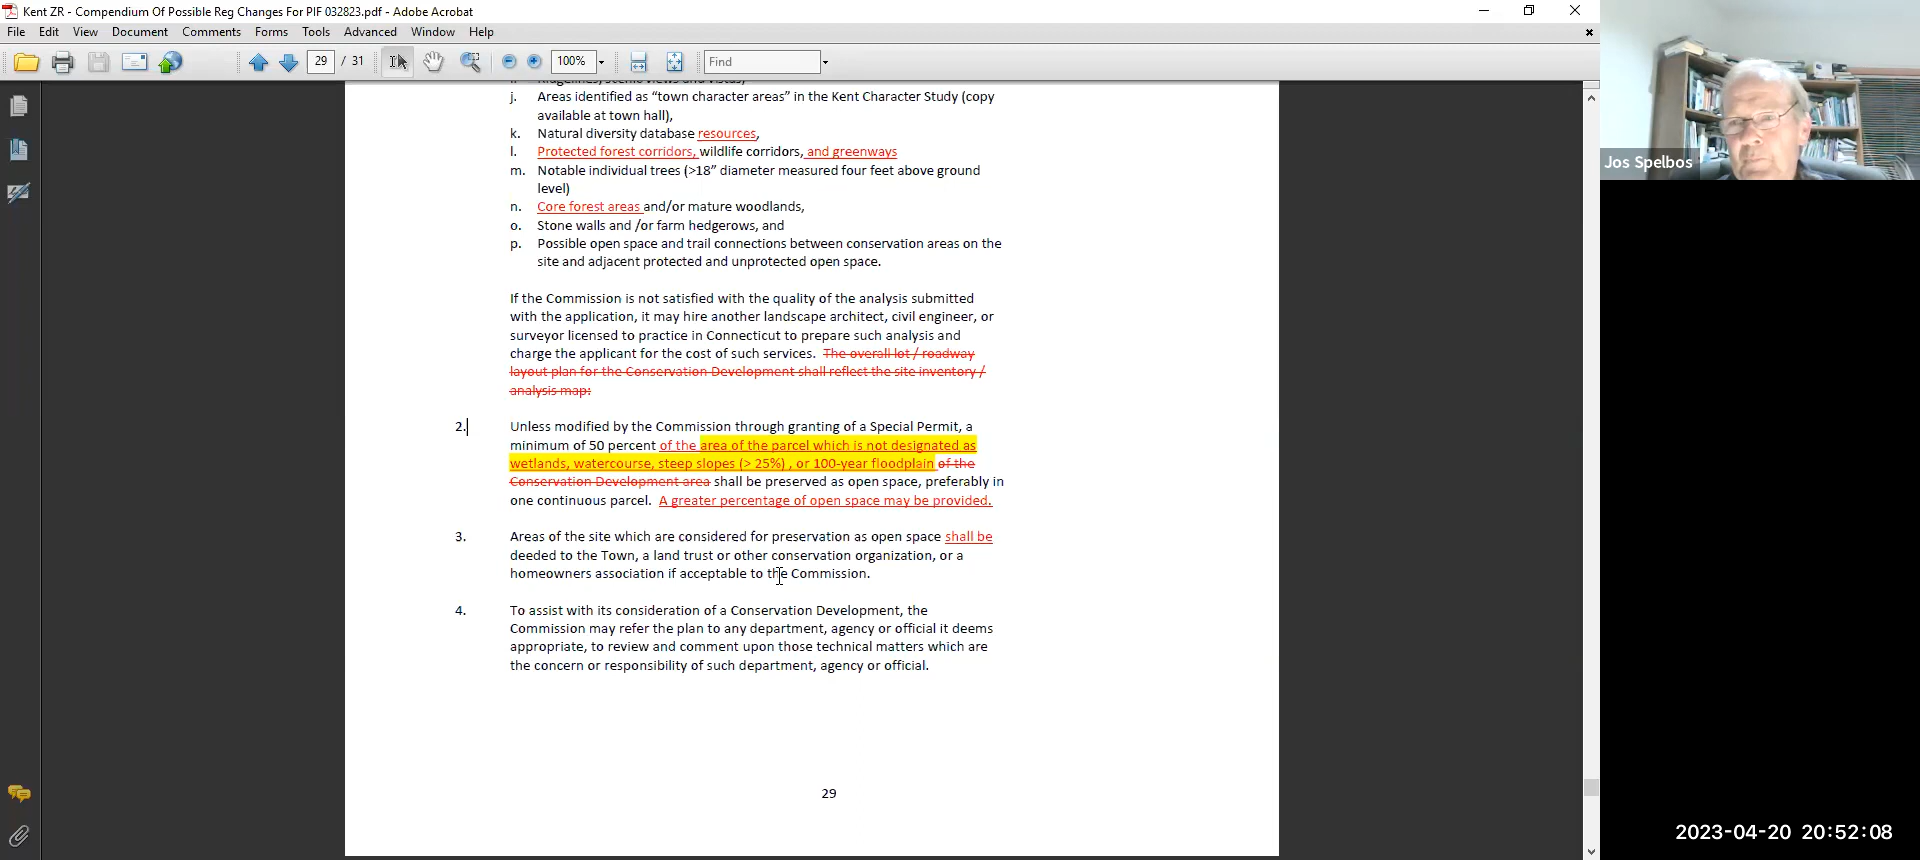 Kent ZR - Compendium Of Possible Reg Changes For PIF 032823.pdf - Adobe Acrobat
File Edit View Document Comments Forms Tools Advanced Window Help
29 / 31 100% Find
j. Areas identified as “town character areas” in the Kent Character Study (copy
available at town hall),
k. Natural diversity database resources,
l. Protected forest corridors, wildlife corridors, and greenways
m. Notable individual trees (>18” diameter measured four feet above ground
level)
n. Core forest areas and/or mature woodlands,
o. Stone walls and /or farm hedgerows, and
p. Possible open space and trail connections between conservation areas on the
site and adjacent protected and unprotected open space.
If the Commission is not satisfied with the quality of the analysis submitted
with the application, it may hire another landscape architect, civil engineer, or
surveyor licensed to practice in Connecticut to prepare such analysis and
charge the applicant for the cost of such services. The overall lot / roadway
layout plan for the Conservation Development shall reflect the site inventory /
analysis map:
2. Unless modified by the Commission through granting of a Special Permit, a
minimum of 50 percent of the area of the parcel which is not designated as
wetlands, watercourse, steep slopes (> 25%) , or 100-year floodplain of the
Conservation Development area shall be preserved as open space, preferably in
one continuous parcel. A greater percentage of open space may be provided.
3. Areas of the site which are considered for preservation as open space shall be
deeded to the Town, a land trust or other conservation organization, or a
homeowners association if acceptable to the Commission.
4. To assist with its consideration of a Conservation Development, the
Commission may refer the plan to any department, agency or official it deems
appropriate, to review and comment upon those technical matters which are
the concern or responsibility of such department, agency or official.
29
Jos Spelbos
2023-04-20 20:52:08